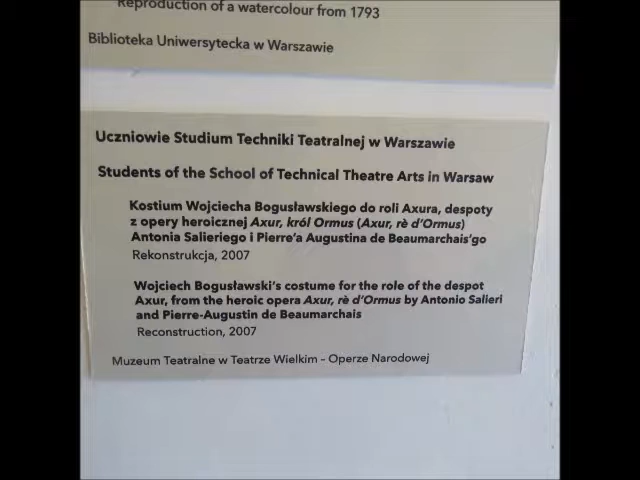 Reproduction of a watercolour from 1793
Biblioteka Uniwersytecka w Warszawie
Uczniowie Studium Techniki Teatralnej w Warszawie
Students of the School of Technical Theatre Arts in Warsaw
Kostium Wojciecha Bogusławskiego do roli Axura, despoty
z opery heroicznej Axur, król Ormus (Axur, rè d'Ormus)
Antonia Salieriego i Pierre'a Augustina de Beaumarchais'go
Rekonstrukcja, 2007
Wojciech Bogusławski's costume for the role of the despot
Axur, from the heroic opera Axur, rè d'Ormus by Antonio Salieri
and Pierre-Augustin de Beaumarchais
Reconstruction, 2007
Muzeum Teatralne w Teatrze Wielkim – Operze Narodowej